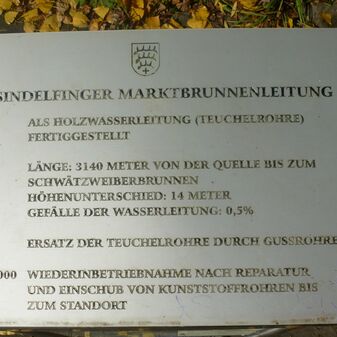 SINDELFINGER MARKTBRUNNENLEITUNG
ALS HOLZWASSERLEITUNG (TEUCHELROHRE)
FERTIGGESTELLT
LÄNGE: 3140 METER VON DER QUELLE BIS ZUM
SCHWÄTZWEIBERBRUNNEN
HÖHENUNTERSCHIED: 14 METER
GEFÄLLE DER WASSERLEITUNG: 0,5%
ERSATZ DER TEUCHELROHRE DURCH GUSSROHRE
000 WIEDERINBETRIEBNAHME NACH REPARATUR
UND EINSCHUB VON KUNSTSTOFFROHREN BIS
ZUM STANDORT